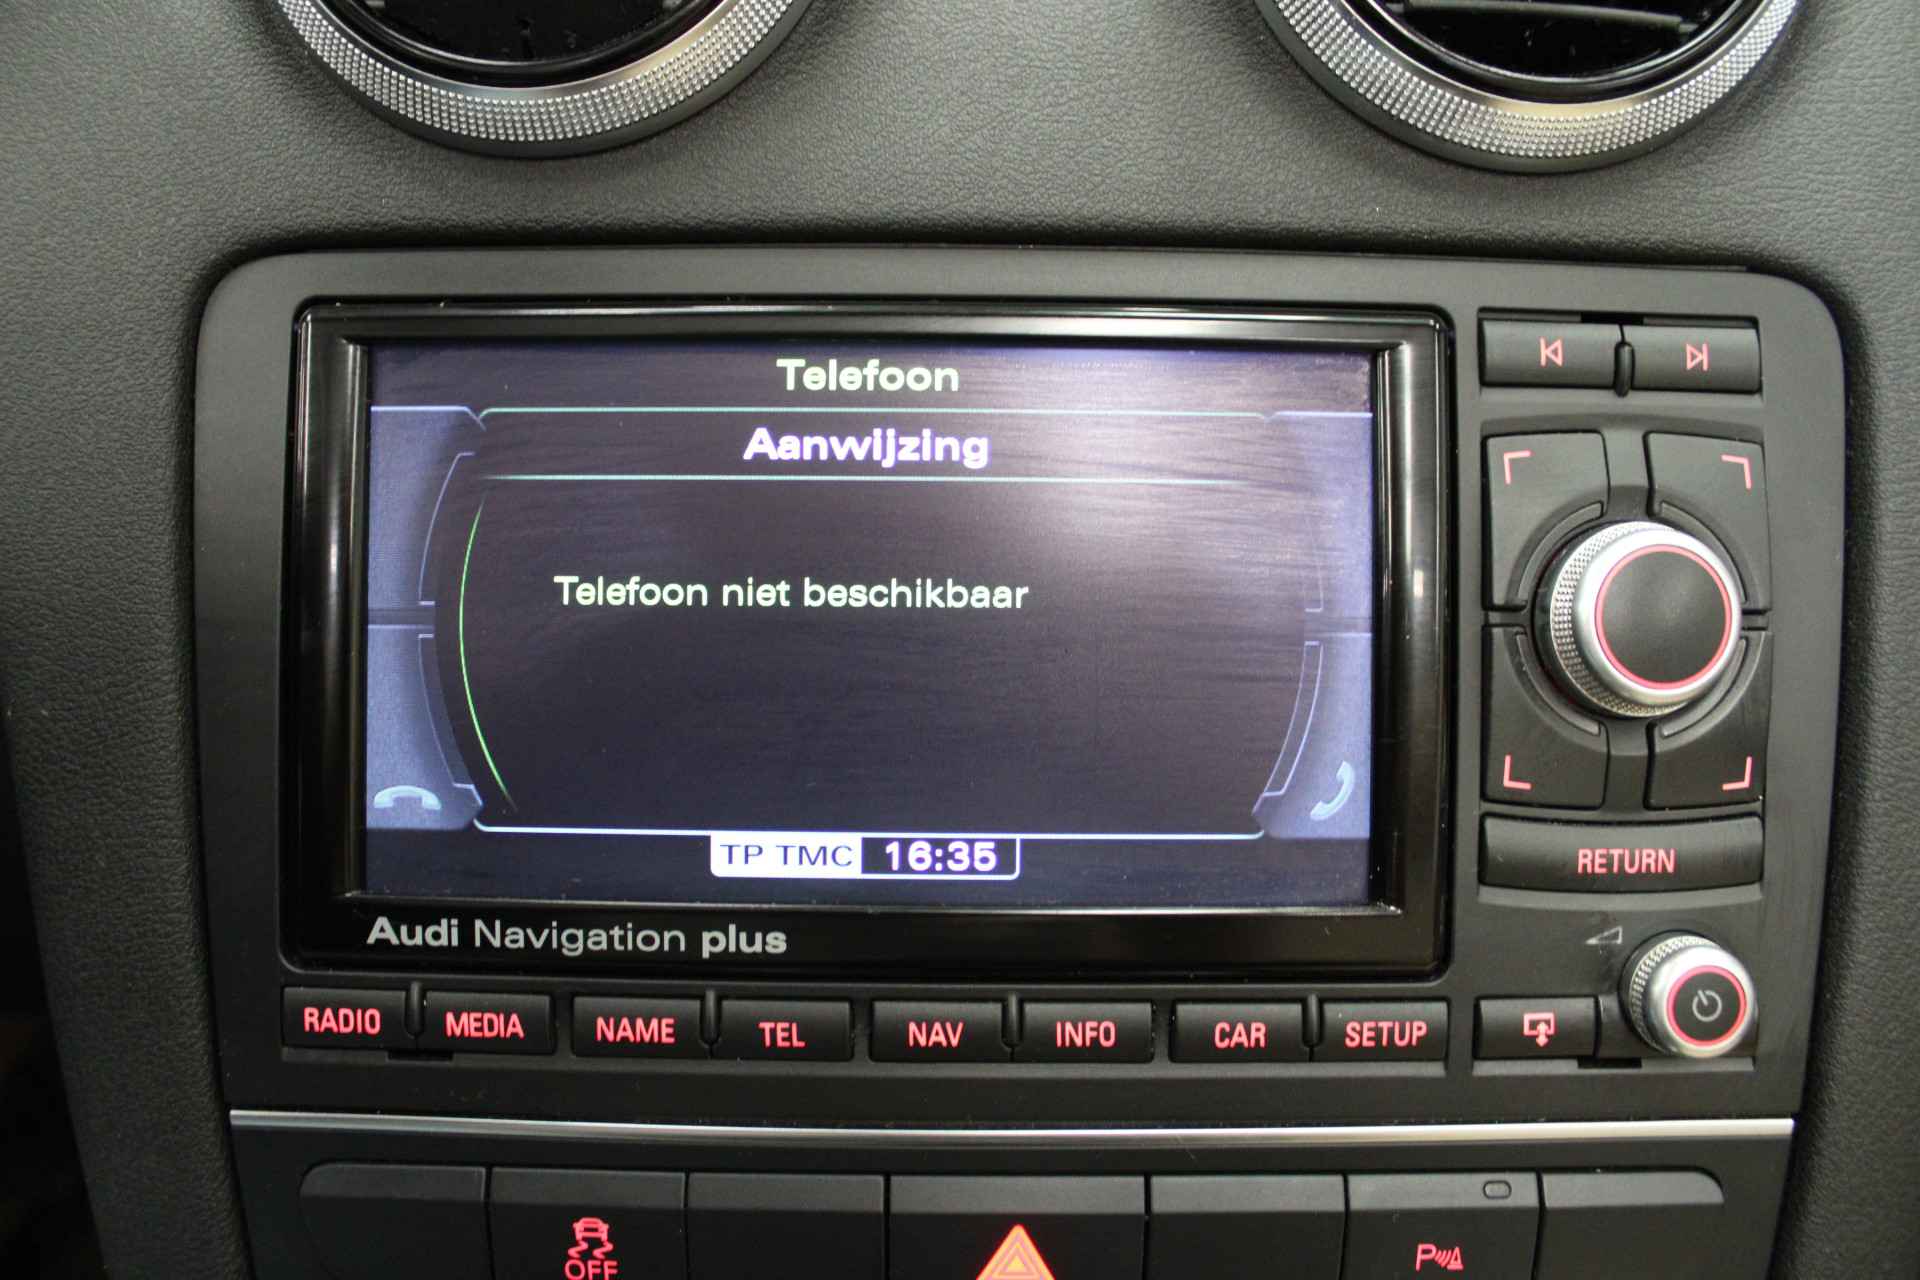 Telefoon
Aanwijzing
Telefoon niet beschikbaar
TP TMC 16:35
Audi Navigation plus
RETURN
RADIO MEDIA NAME TEL NAV INFO CAR SETUP
OFF
P